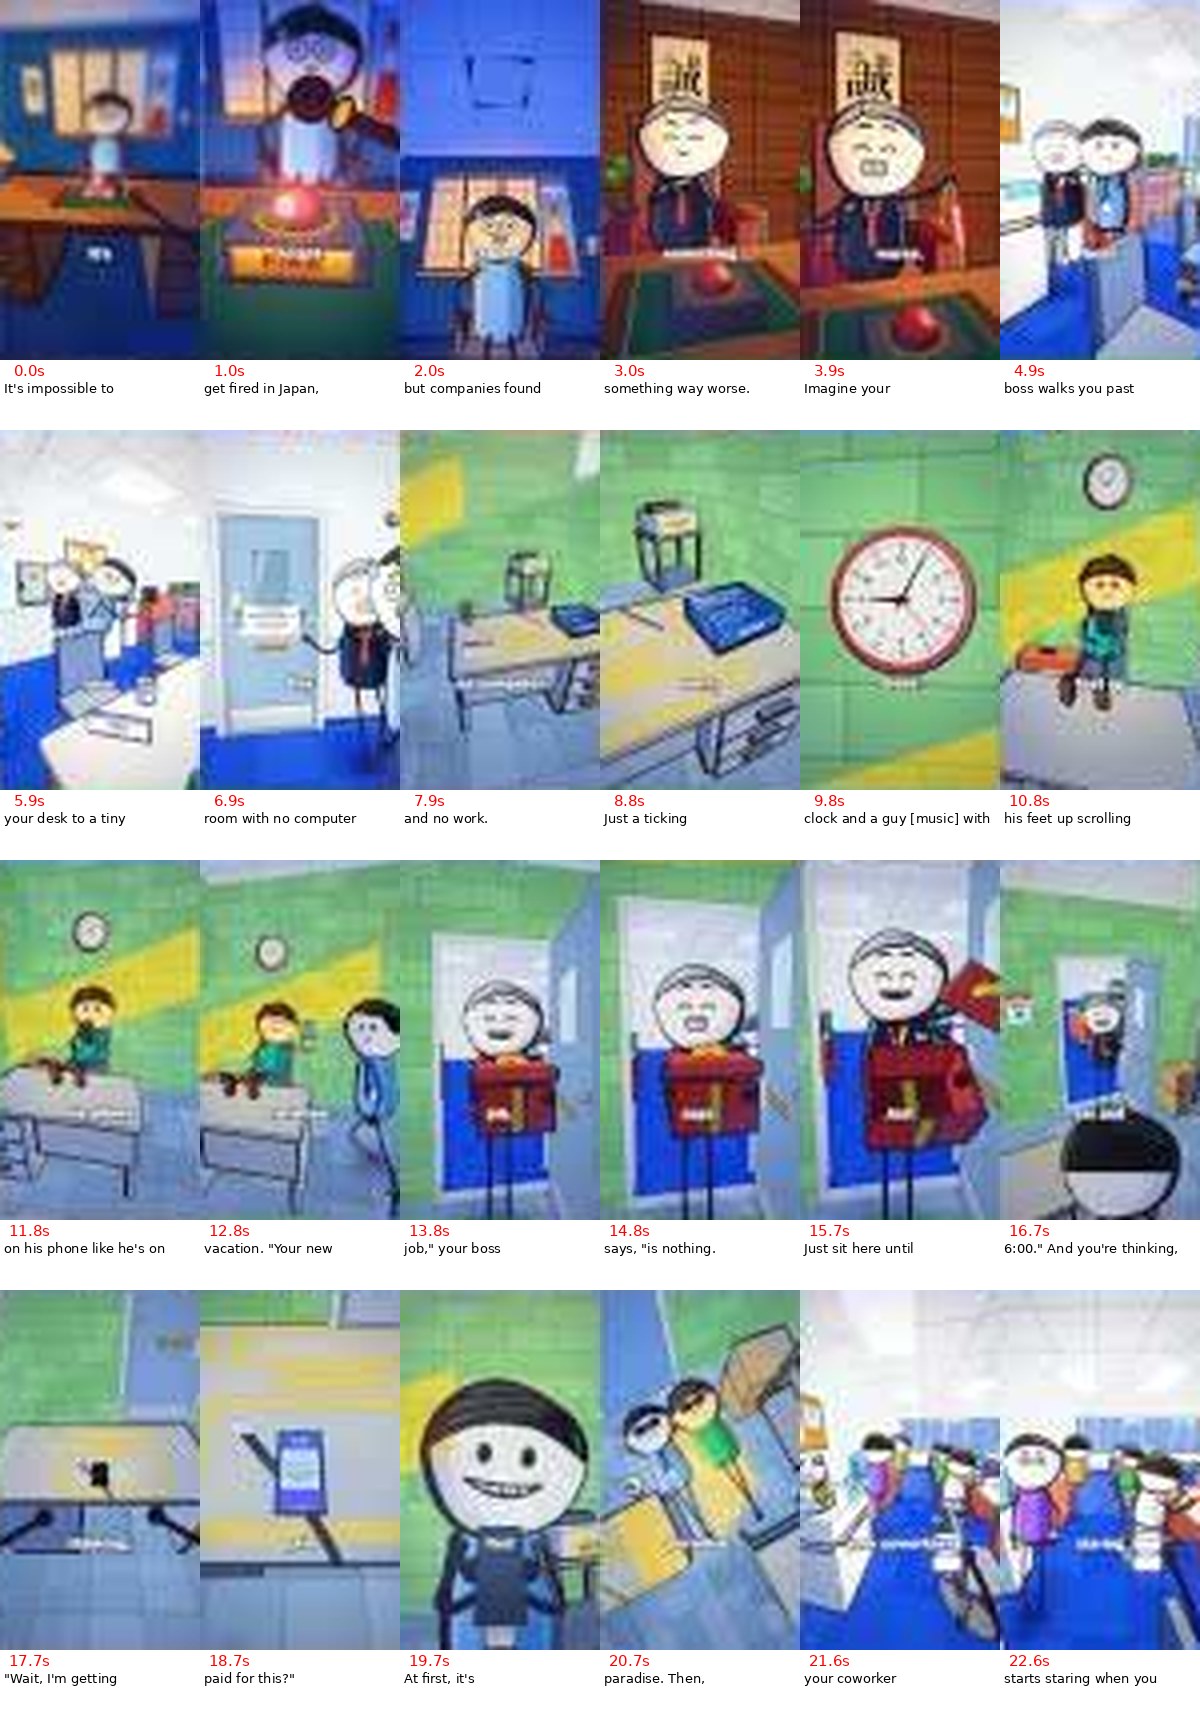 0.0s 1.0s 2.0s 3.0s 3.9s 4.9s
It's impossible to get fired in Japan, but companies found something way worse. Imagine your boss walks you past
5.9s 6.9s 7.9s 8.8s 9.8s 10.8s
your desk to a tiny room with no computer and no work. Just a ticking clock and a guy [music] with his feet up scrolling
11.8s 12.8s 13.8s 14.8s 15.7s 16.7s
on his phone like he's on vacation. "Your new job," your boss says, "is nothing. Just sit here until 6:00." And you're thinking,
17.7s 18.7s 19.7s 20.7s 21.6s 22.6s
"Wait, I'm getting paid for this?" At first, it's paradise. Then, your coworker starts staring when you